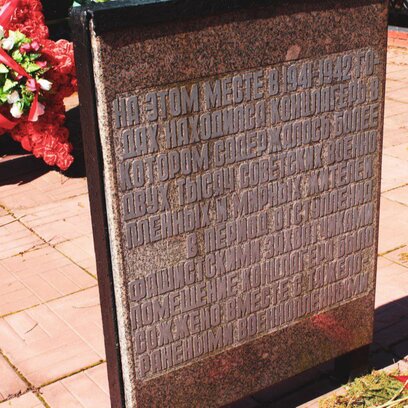 НА ЭТОМ МЕСТЕ В 1941-1942 ГО
ДАХ НАХОДИЛСЯ КОНЦЛАГЕРЬ В
КОТОРОМ СОДЕРЖАЛОСЬ БОЛЕЕ
ДВУХ ТЫСЯЧ СОВЕТСКИХ ВОЕННО
ПЛЕННЫХ И МИРНЫХ ЖИТЕЛЕЙ
В ПЕРИОД ОТСТУПЛЕНИЯ
ФАШИСТСКИМИ ЗАХВАТЧИКАМИ
ПОМЕЩЕНИЕ КОНЦЛАГЕРЯ БЫЛО
СОЖЖЕНО ВМЕСТЕ С ТЯЖЕЛО
РАНЕНЫМИ ВОЕННОПЛЕННЫМИ